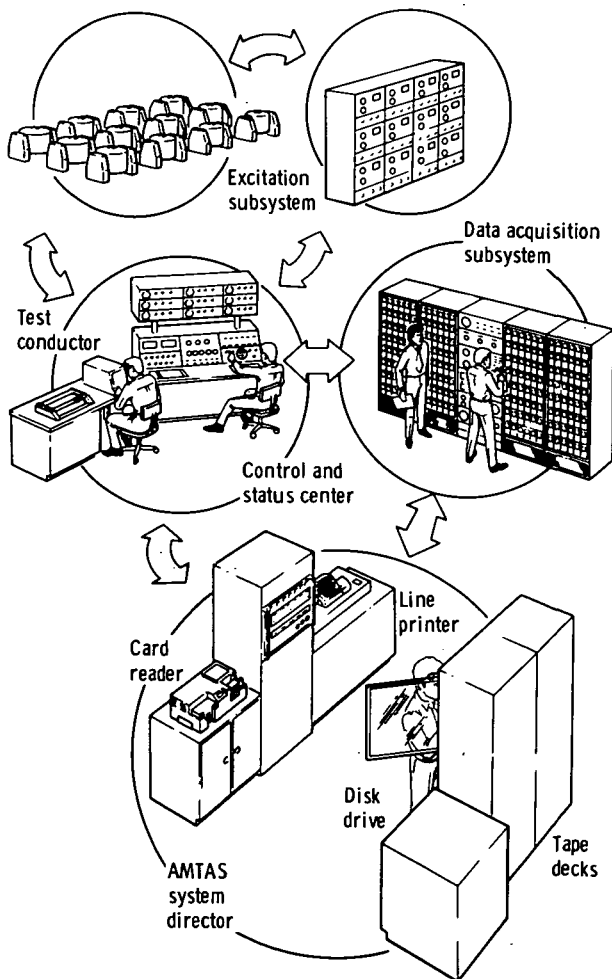 Excitation
subsystem
Data acquisition
subsystem
Test
conductor
Control and
status center
Line
printer
Card
reader
Disk
drive
Tape
decks
AMTAS
system
director